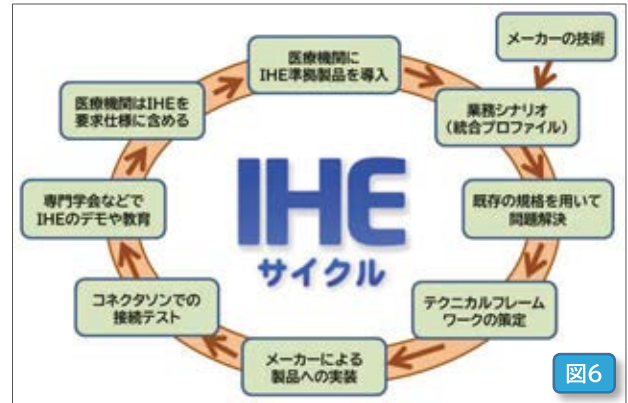 医療機関に
IHE準拠製品を導入
メーカーの技術
業務シナリオ
（統合プロファイル）
既存の規格を用いて
問題解決
テクニカルフレーム
ワークの策定
メーカーによる
製品への実装
コネクタソンでの
接続テスト
専門学会などで
IHEのデモや教育
医療機関はIHEを
要求仕様に含める
IHE
サイクル
図6